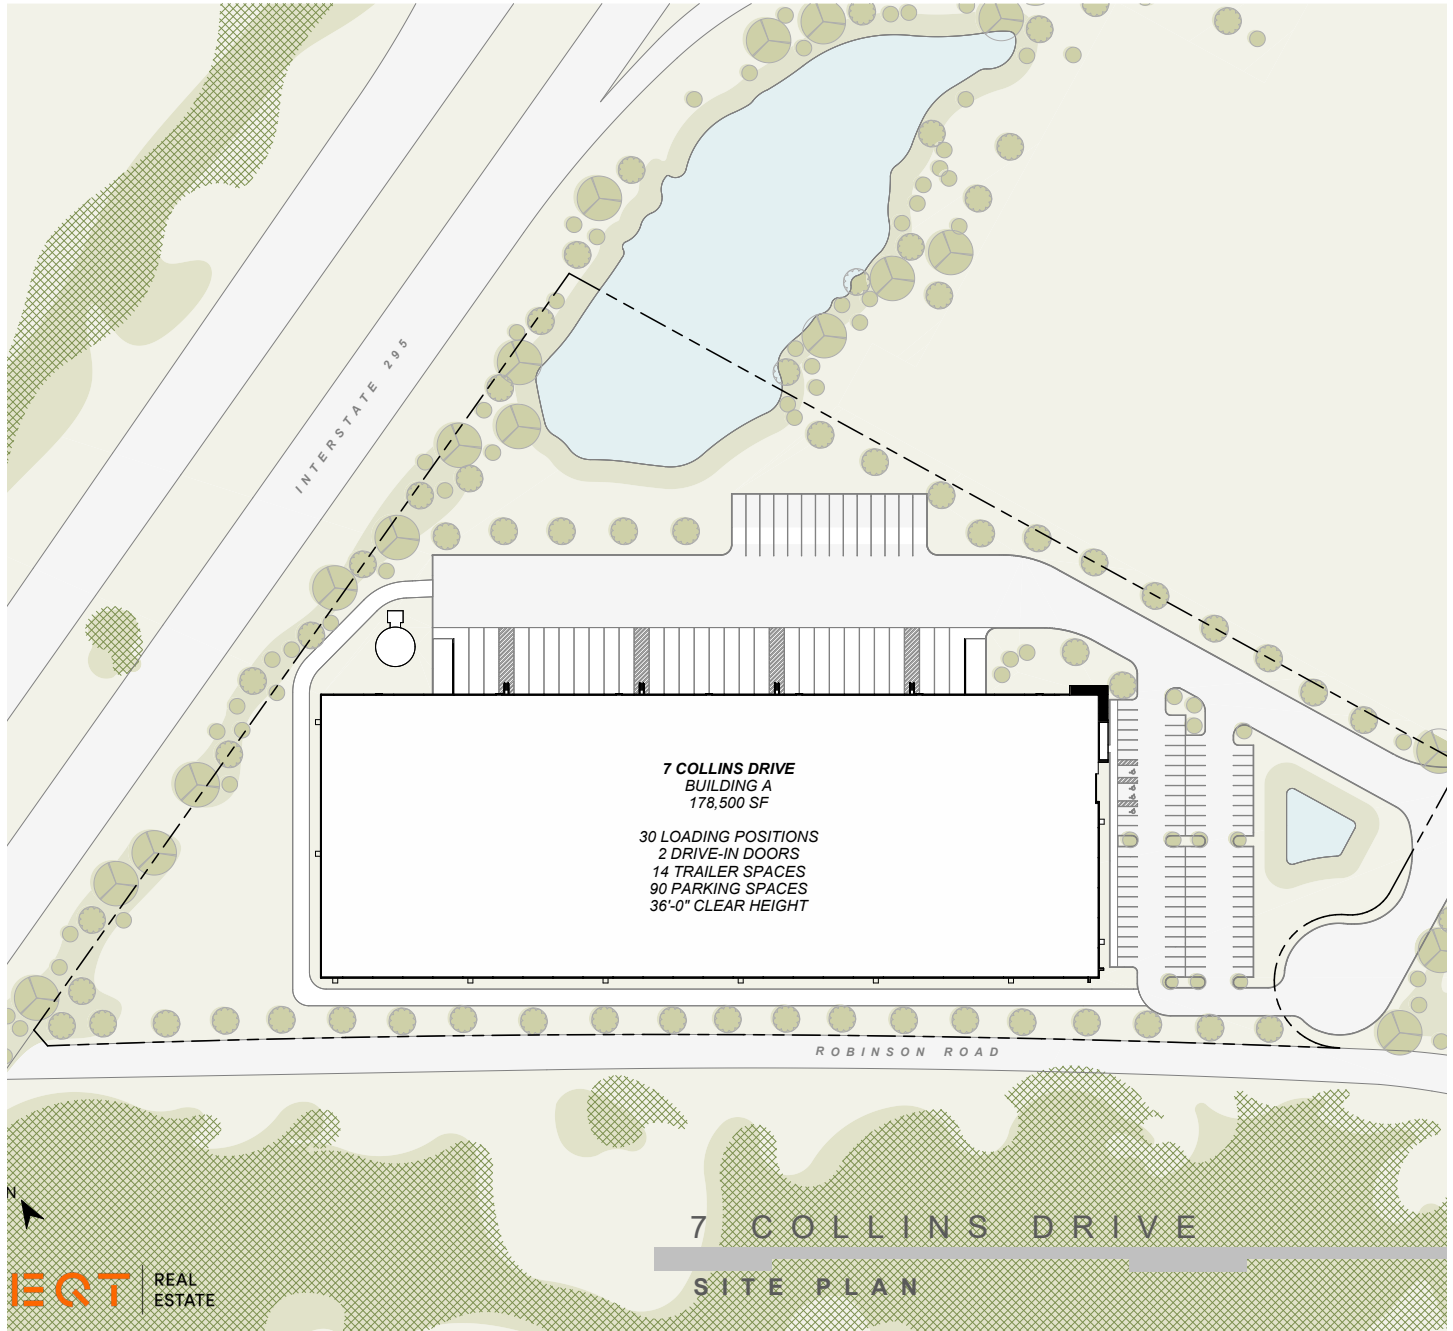 INTERSTATE 295
7 COLLINS DRIVE
BUILDING A
178,500 SF
30 LOADING POSITIONS
2 DRIVE-IN DOORS
14 TRAILER SPACES
90 PARKING SPACES
36'-0" CLEAR HEIGHT
ROBINSON ROAD
N
7 COLLINS DRIVE
SITE PLAN
EQT
REAL
ESTATE